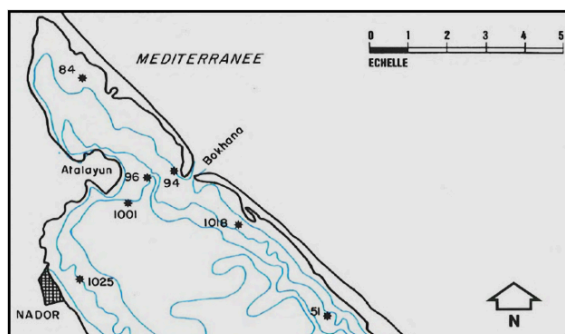 MEDITERRANEE
0 1 2 3 4 5
ECHELLE
84
Bokhana
Atalayun
96
94
1001
1018
1025
NADOR
51
N